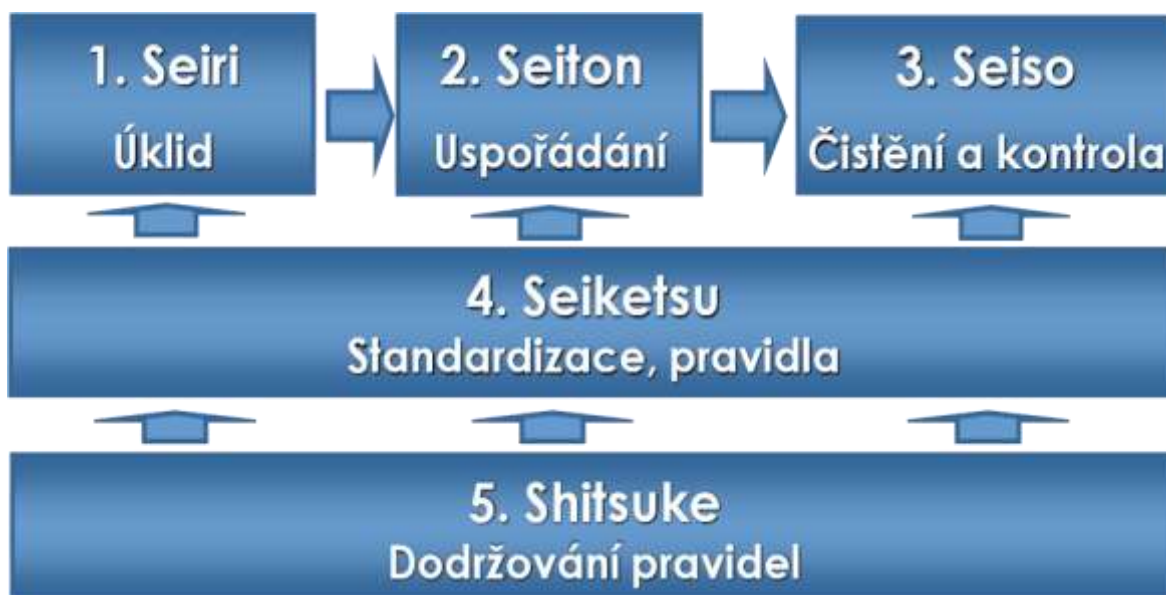 1. Seiri
Úklid
2. Seiton
Uspořádání
3. Seiso
Čistění a kontrola
4. Seiketsu
Standardizace, pravidla
5. Shitsuke
Dodržování pravidel